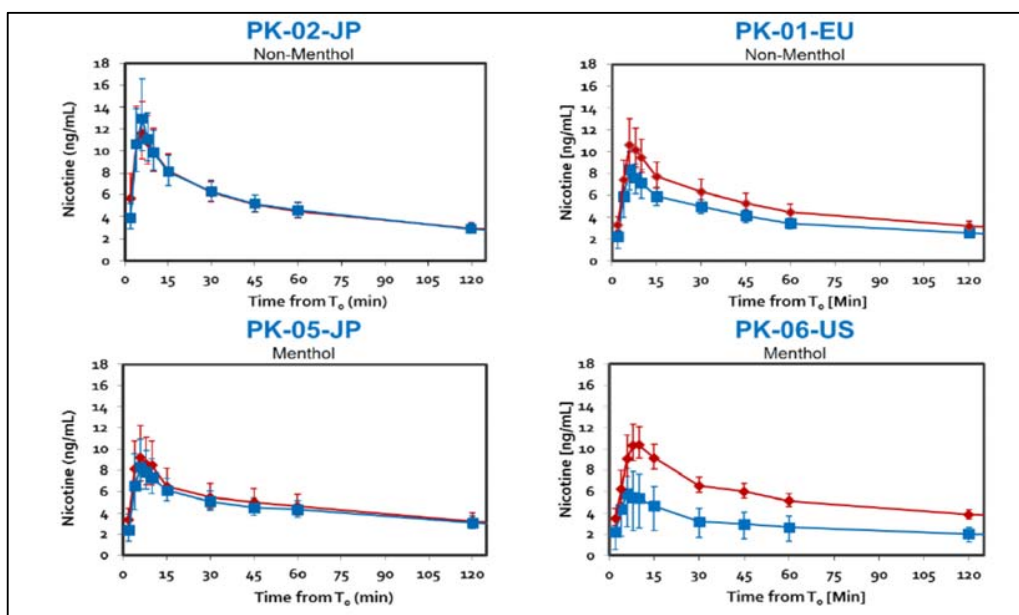 PK-02-JP
Non-Menthol
Nicotine (ng/mL)
18
16
14
12
10
8
6
4
2
0
0 15 30 45 60 75 90 105 120
Time from T₀ (min)
PK-01-EU
Non-Menthol
Nicotine [ng/mL]
18
16
14
12
10
8
6
4
2
0
0 15 30 45 60 75 90 105 120
Time from T₀ [Min]
PK-05-JP
Menthol
Nicotine (ng/mL)
18
16
14
12
10
8
6
4
2
0
0 15 30 45 60 75 90 105 120
Time from T₀ (min)
PK-06-US
Menthol
Nicotine [ng/mL]
18
16
14
12
10
8
6
4
2
0
0 15 30 45 60 75 90 105 120
Time from T₀ [Min]